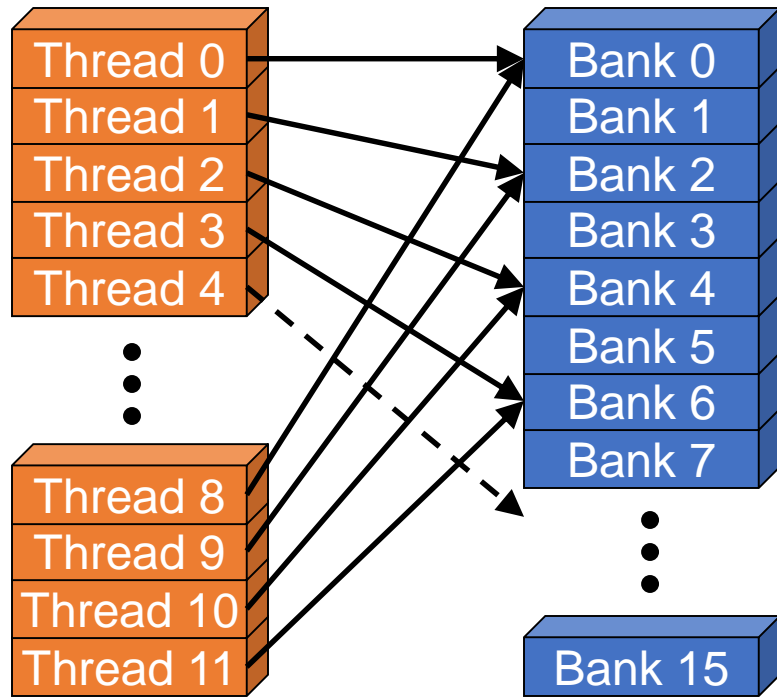 Thread 0
Thread 1
Thread 2
Thread 3
Thread 4
Thread 8
Thread 9
Thread 10
Thread 11
Bank 0
Bank 1
Bank 2
Bank 3
Bank 4
Bank 5
Bank 6
Bank 7
Bank 15